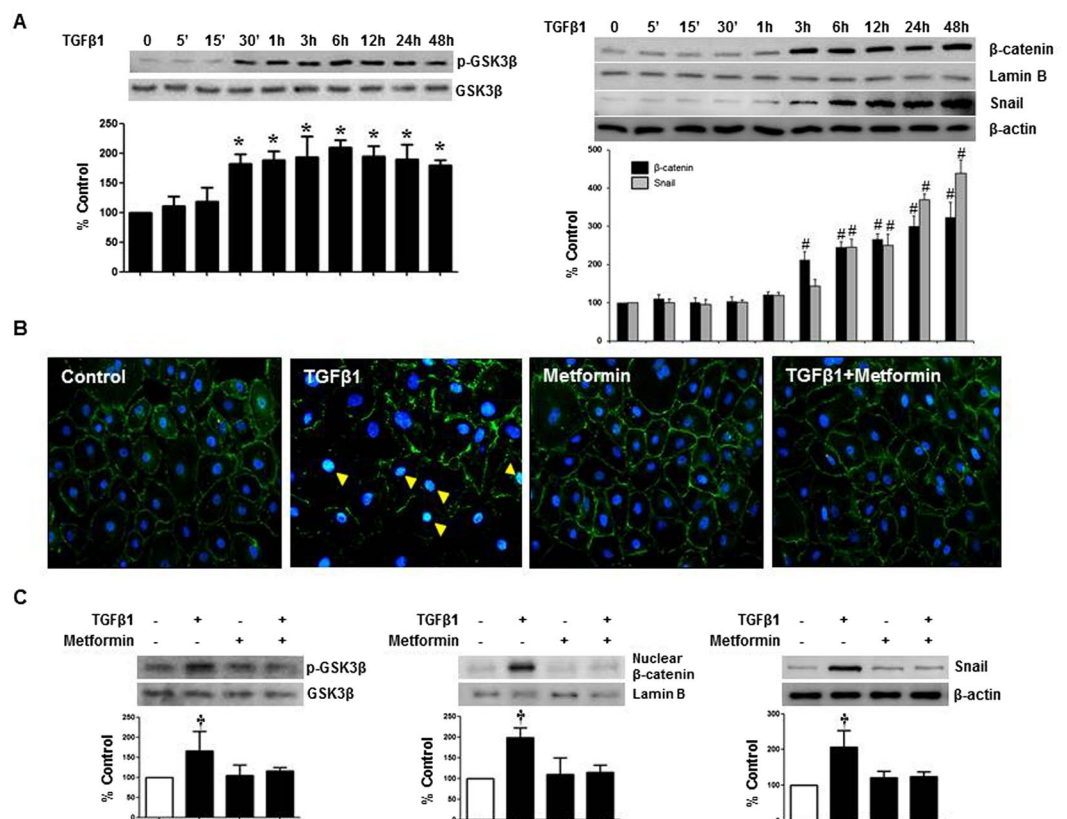 A
TGFβ1 0 5' 15' 30' 1h 3h 6h 12h 24h 48h
p-GSK3β
GSK3β
250
200
150
100
50
0
% Control
* * * * * * *
TGFβ1 0 5' 15' 30' 1h 3h 6h 12h 24h 48h
β-catenin
Lamin B
Snail
β-actin
500
400
300
200
100
0
% Control
β-catenin
Snail
# # # # # # # # #
B
Control
TGFβ1
Metformin
TGFβ1+Metformin
C
TGFβ1 - + - +
Metformin - - + +
p-GSK3β
GSK3β
250
200
150
100
50
0
% Control
‡
TGFβ1 - + - +
Metformin - - + +
Nuclear
β-catenin
Lamin B
250
200
150
100
50
0
% Control
‡
TGFβ1 - + - +
Metformin - - + +
Snail
β-actin
300
200
100
0
% Control
‡